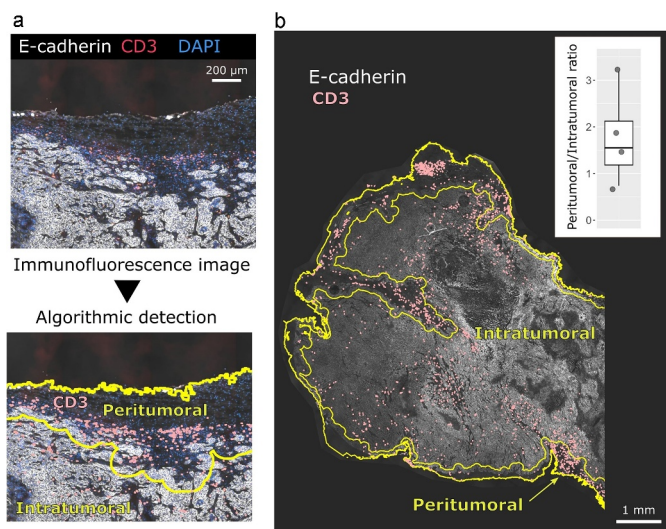 a
E-cadherin CD3 DAPI
200 µm
Immunofluorescence image
Algorithmic detection
CD3
Peritumoral
Intratumoral
b
E-cadherin
CD3
Peritumoral/Intratumoral ratio
3
2
1
0
Intratumoral
Peritumoral
1 mm